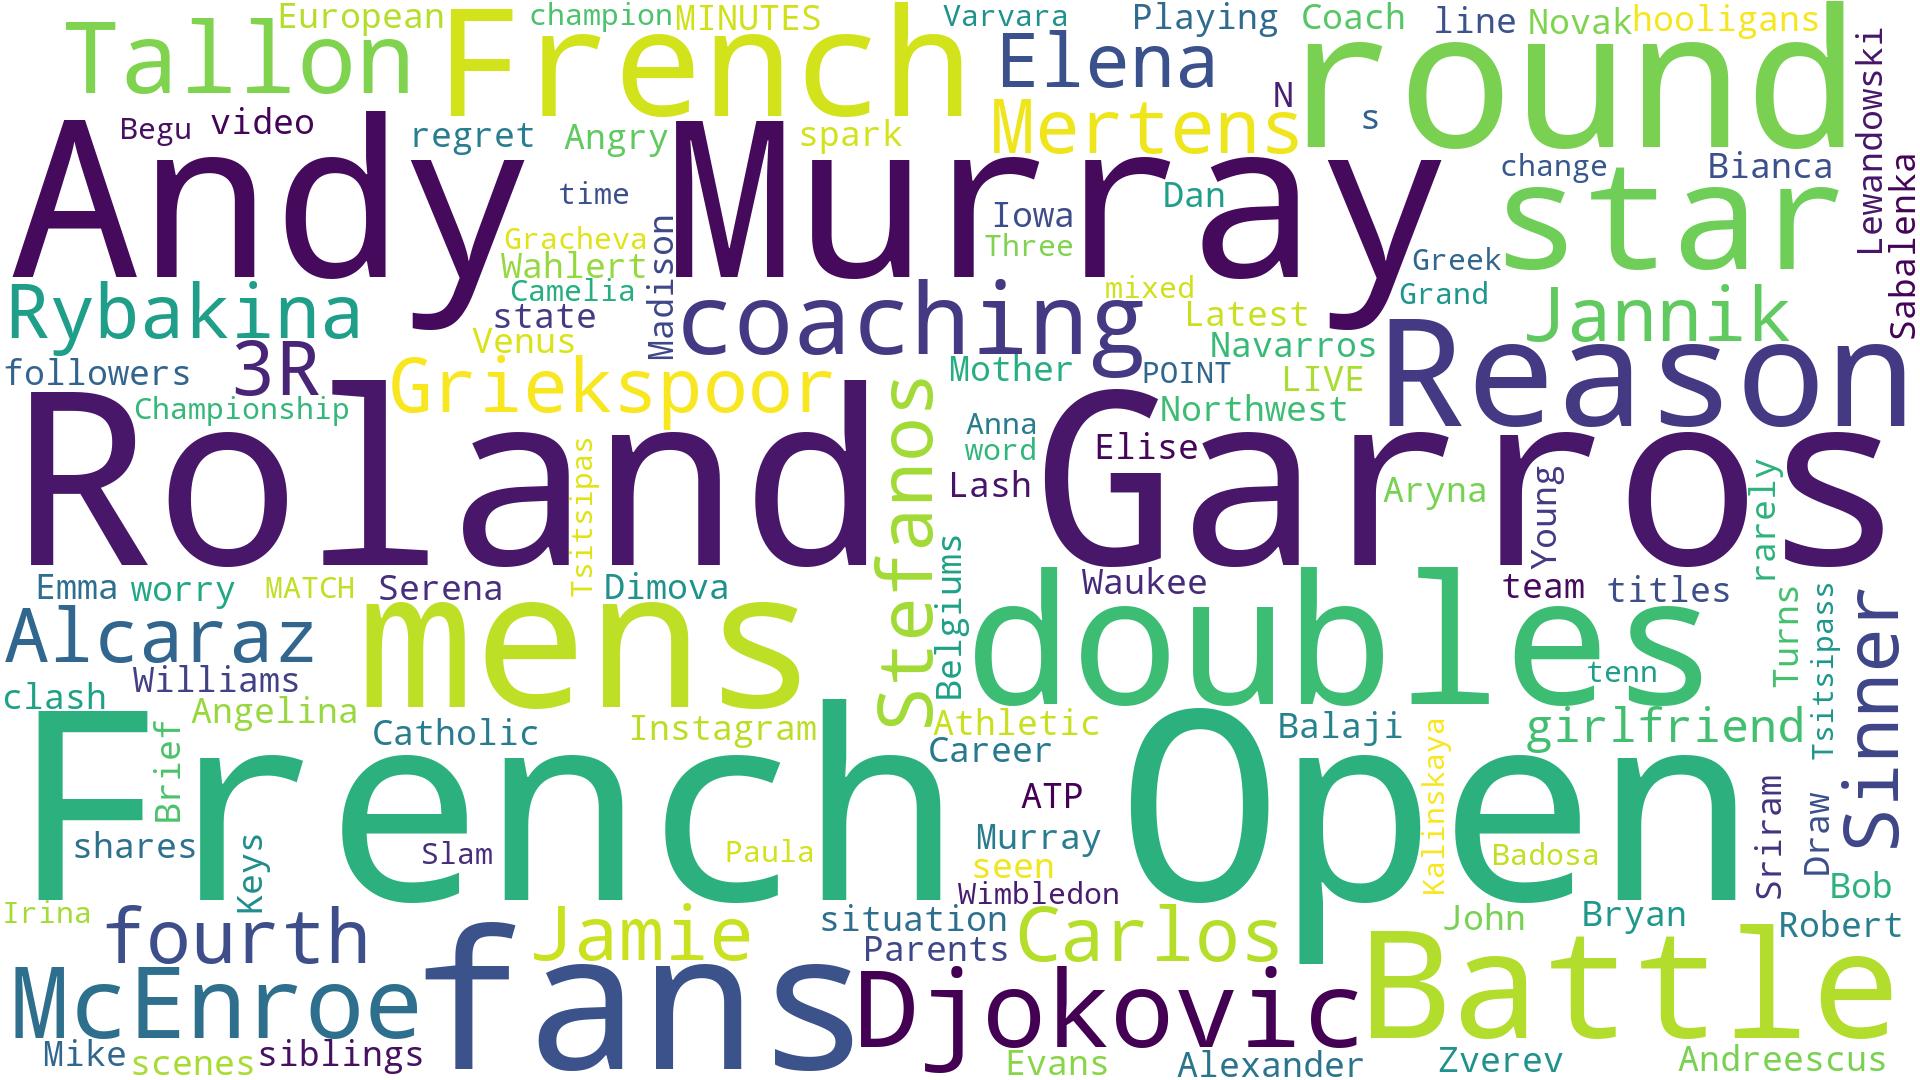 European champion MINUTES Varvara Playing Coach line Novak hooligans
Tallon French Elena round Lewandowski
Mertens N s
Begu video regret Angry spark
Andy Murray change Bianca star Sabalenka
time Dan Iowa
Gracheva Three Greek
Wahlert Madison
Rybakina Camelia coaching mixed Grand Jannik
state Latest
Venus Navarros Reason
followers 3R Griekspoor Mother POINT LIVE
Championship Stefanos Northwest
Anna
word Elise
Roland Garros
Tsitsipas Lash Aryna Young rarely
Belgiums
Emma worry MATCH Serena Dimova Waukee team titles
Alcaraz mens doubles Turns Tsitsipass Sinner
Williams tenn
clash Angelina
Brief Catholic Instagram Athletic Balaji Kalinskaya girlfriend
Career
French Open
ATP Sriram Draw
shares Keys Slam Paula Murray Badosa
seen
Wimbledon Bob
Irina fourth Jamie situation Carlos John Bryan Robert
Parents
McEnroe fans Djokovic Battle
Mike scenes siblings Evans Alexander Zverev Andreescus